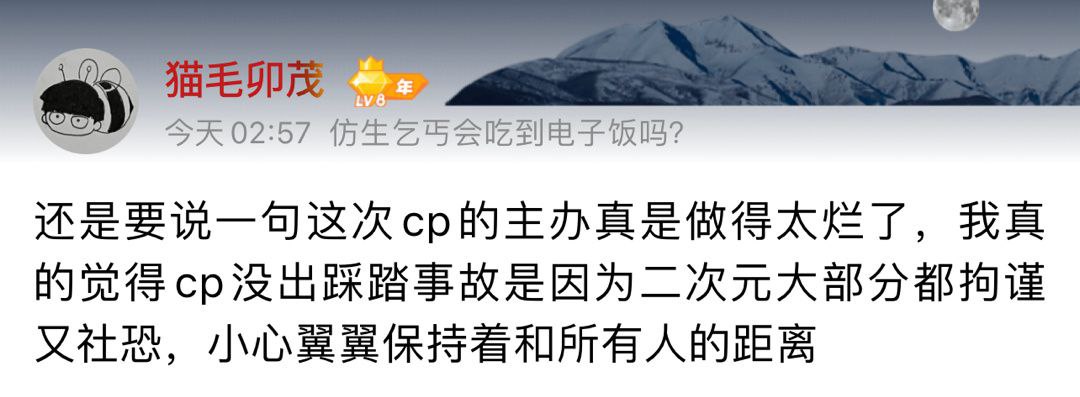 猫毛卯茂
LV8 年
今天 02:57 仿生乞丐会吃到电子饭吗?
还是要说一句这次cp的主办真是做得太烂了，我真
的觉得cp没出踩踏事故是因为二次元大部分都拘谨
又社恐，小心翼翼保持着和所有人的距离